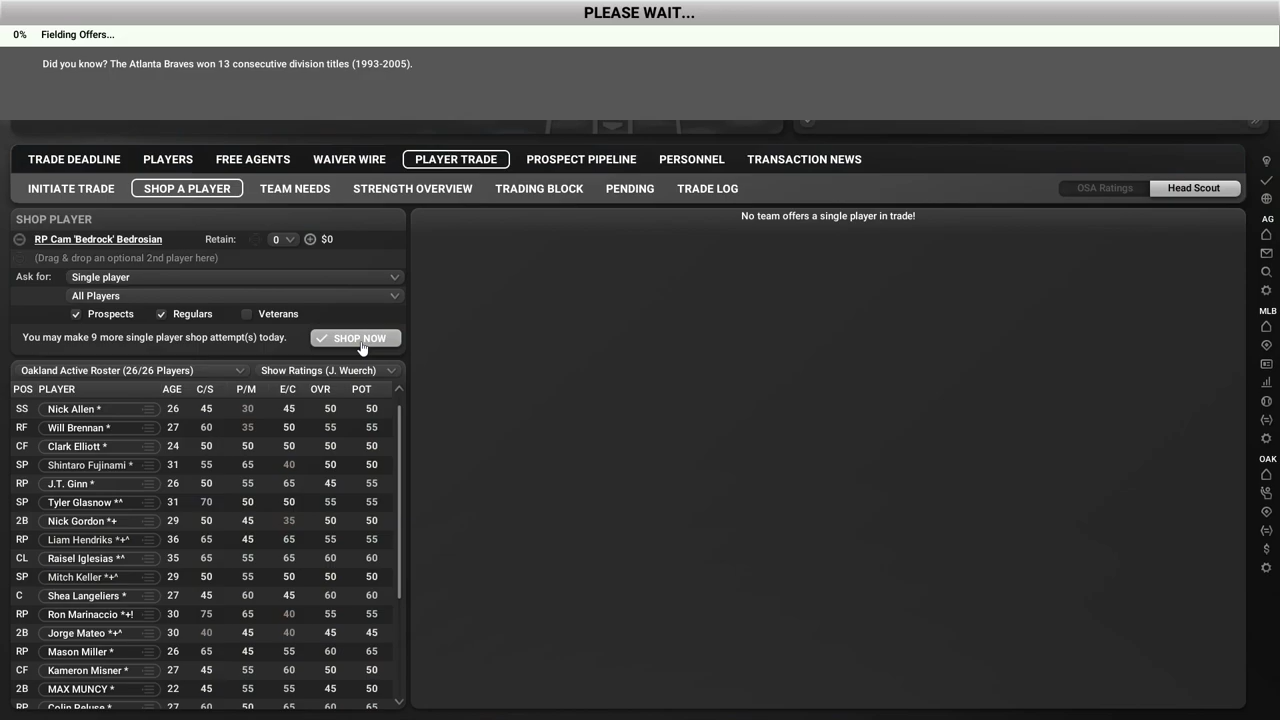 PLEASE WAIT...
0% Fielding Offers...
Did you know? The Atlanta Braves won 13 consecutive division titles (1993-2005).
TRADE DEADLINE PLAYERS FREE AGENTS WAIVER WIRE PLAYER TRADE PROSPECT PIPELINE PERSONNEL TRANSACTION NEWS
INITIATE TRADE SHOP A PLAYER TEAM NEEDS STRENGTH OVERVIEW TRADING BLOCK PENDING TRADE LOG OSA Ratings Head Scout
SHOP PLAYER
RP Cam 'Bedrock' Bedrosian Retain: 0 $0
(Drag & drop an optional 2nd player here)
Ask for: Single player
All Players
Prospects Regulars Veterans
You may make 9 more single player shop attempt(s) today. SHOP NOW
Oakland Active Roster (26/26 Players) Show Ratings (J. Wuerch)
POS PLAYER AGE C/S P/M E/C OVR POT
SS Nick Allen * 26 45 30 45 50 50
RF Will Brennan * 27 60 35 50 55 55
CF Clark Elliott * 24 50 50 50 50 50
SP Shintaro Fujinami * 31 55 65 40 50 50
RP J.T. Ginn * 26 50 55 65 45 55
SP Tyler Glasnow *^ 31 70 50 50 55 55
2B Nick Gordon *+ 29 50 45 35 50 50
RP Liam Hendriks *+^ 36 65 45 65 55 55
CL Raisel Iglesias *^ 35 65 55 65 60 60
SP Mitch Keller *+^ 29 50 55 50 50 50
C Shea Langeliers * 27 45 60 45 60 60
RP Ron Marinaccio *+! 30 75 65 40 55 55
2B Jorge Mateo *+^ 30 40 45 40 45 45
RP Mason Miller * 26 65 45 55 60 65
CF Kameron Misner * 27 45 55 60 50 50
2B MAX MUNCY * 22 45 55 55 45 50
RP Colin Peluse * 27 60 50 65 60 65
No team offers a single player in trade!
AG
MLB
OAK